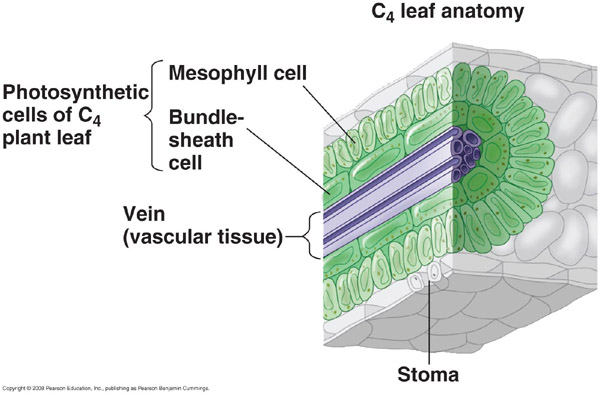 C4 leaf anatomy
Mesophyll cell
Photosynthetic
cells of C4
plant leaf
Bundle-
sheath
cell
Vein
(vascular tissue)
Stoma
Copyright © 2009 Pearson Education, Inc., publishing as Pearson Benjamin Cummings.